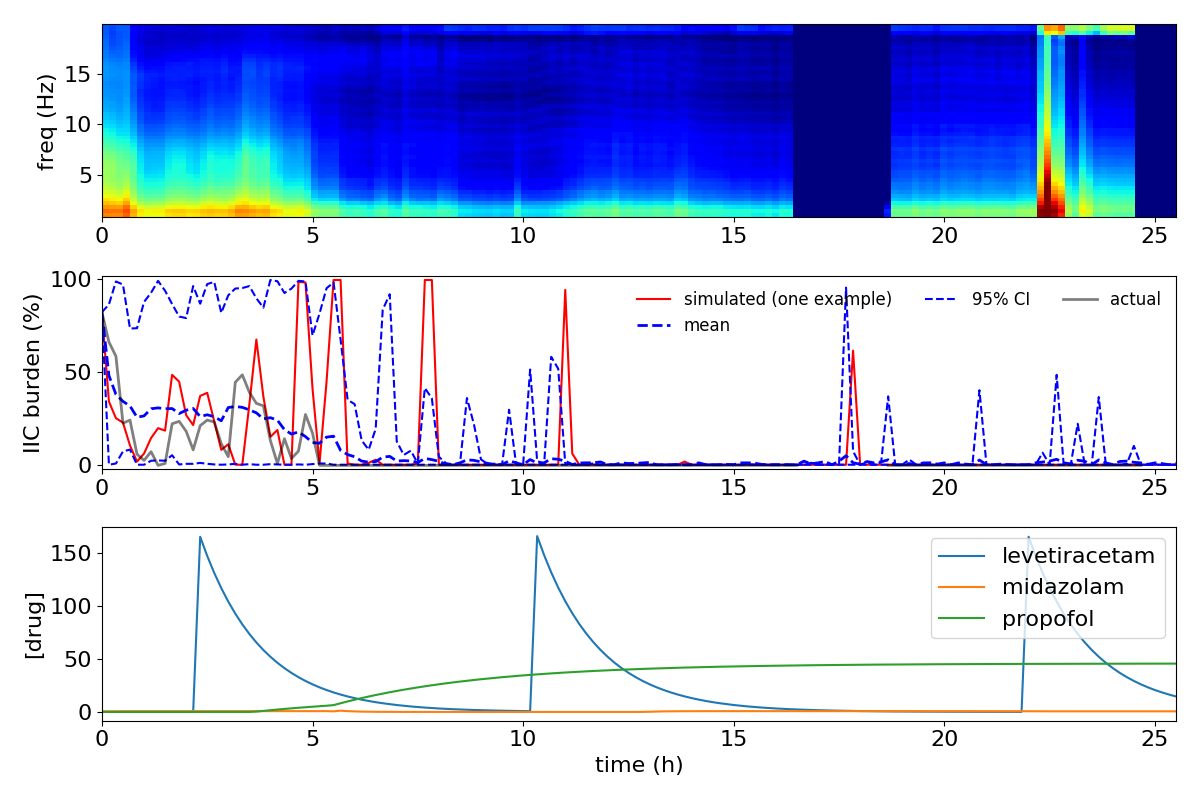 15
10
5
freq (Hz)
0 5 10 15 20 25
100
50
0
IIC burden (%)
simulated (one example) 95% CI actual
mean
0 5 10 15 20 25
150
100
50
0
[drug]
levetiracetam
midazolam
propofol
0 5 10 15 20 25
time (h)